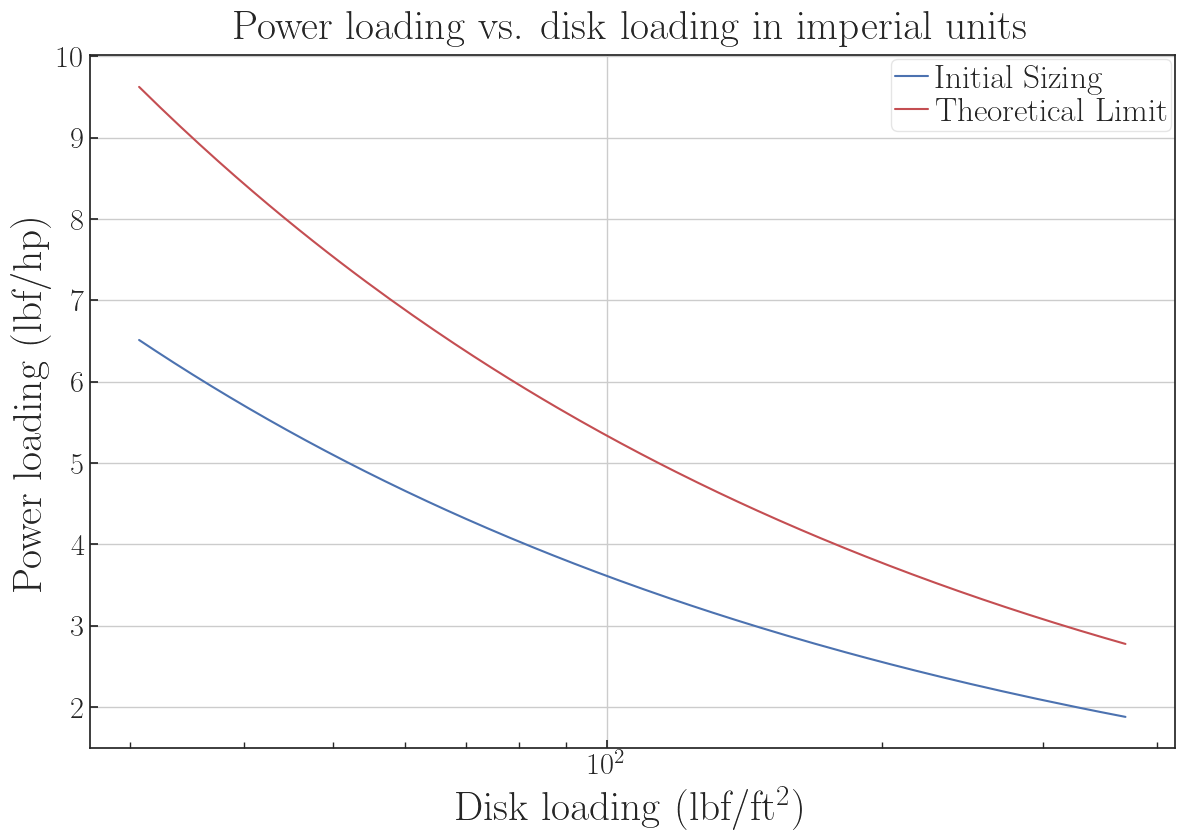 Power loading vs. disk loading in imperial units
Initial Sizing
Theoretical Limit
Power loading (lbf/hp)
10
9
8
7
6
5
4
3
2
10²
Disk loading (lbf/ft²)